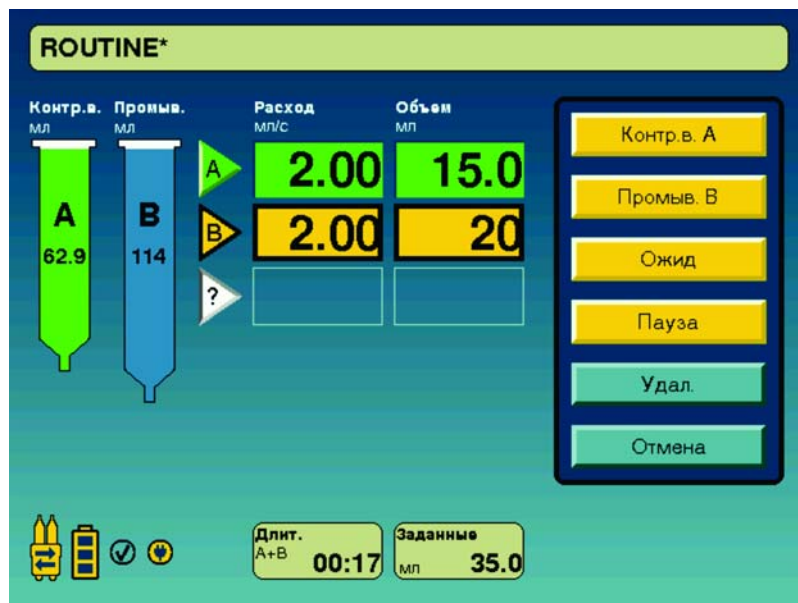 ROUTINE*
Контр.в. Промыв. Расход Объем
мл мл мл/с мл
A 2.00 15.0
A B
62.9 114
B 2.00 20
?
Контр.в. A
Промыв. B
Ожид
Пауза
Удал.
Отмена
Длит. Заданные
A+B 00:17 мл 35.0